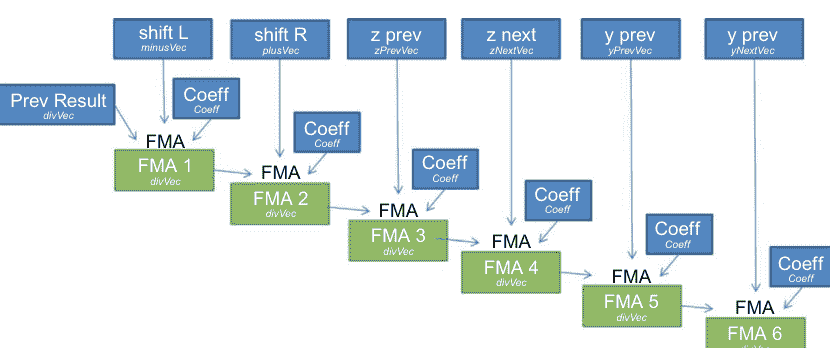 shift L
minusVec
shift R
plusVec
z prev
zPrevVec
z next
zNextVec
y prev
yPrevVec
y prev
yNextVec
Prev Result
divVec
Coeff
Coeff
FMA
FMA 1
divVec
Coeff
Coeff
FMA
FMA 2
divVec
Coeff
Coeff
FMA
FMA 3
divVec
Coeff
Coeff
FMA
FMA 4
divVec
Coeff
Coeff
FMA
FMA 5
divVec
Coeff
Coeff
FMA
FMA 6